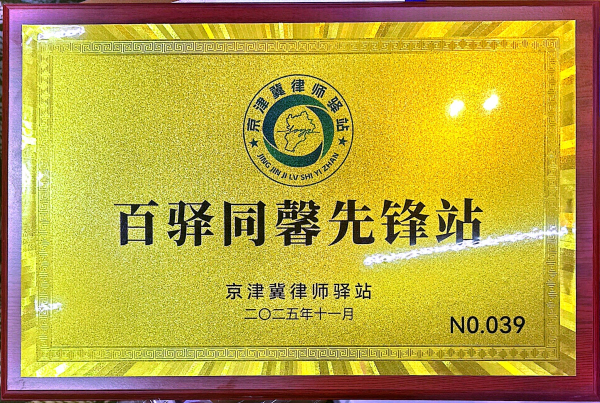 京津冀律师驿站
JING JIN JI LV SHI YI ZHAN
百驿同馨先锋站
京津冀律师驿站
二〇二五年十一月
NO.039